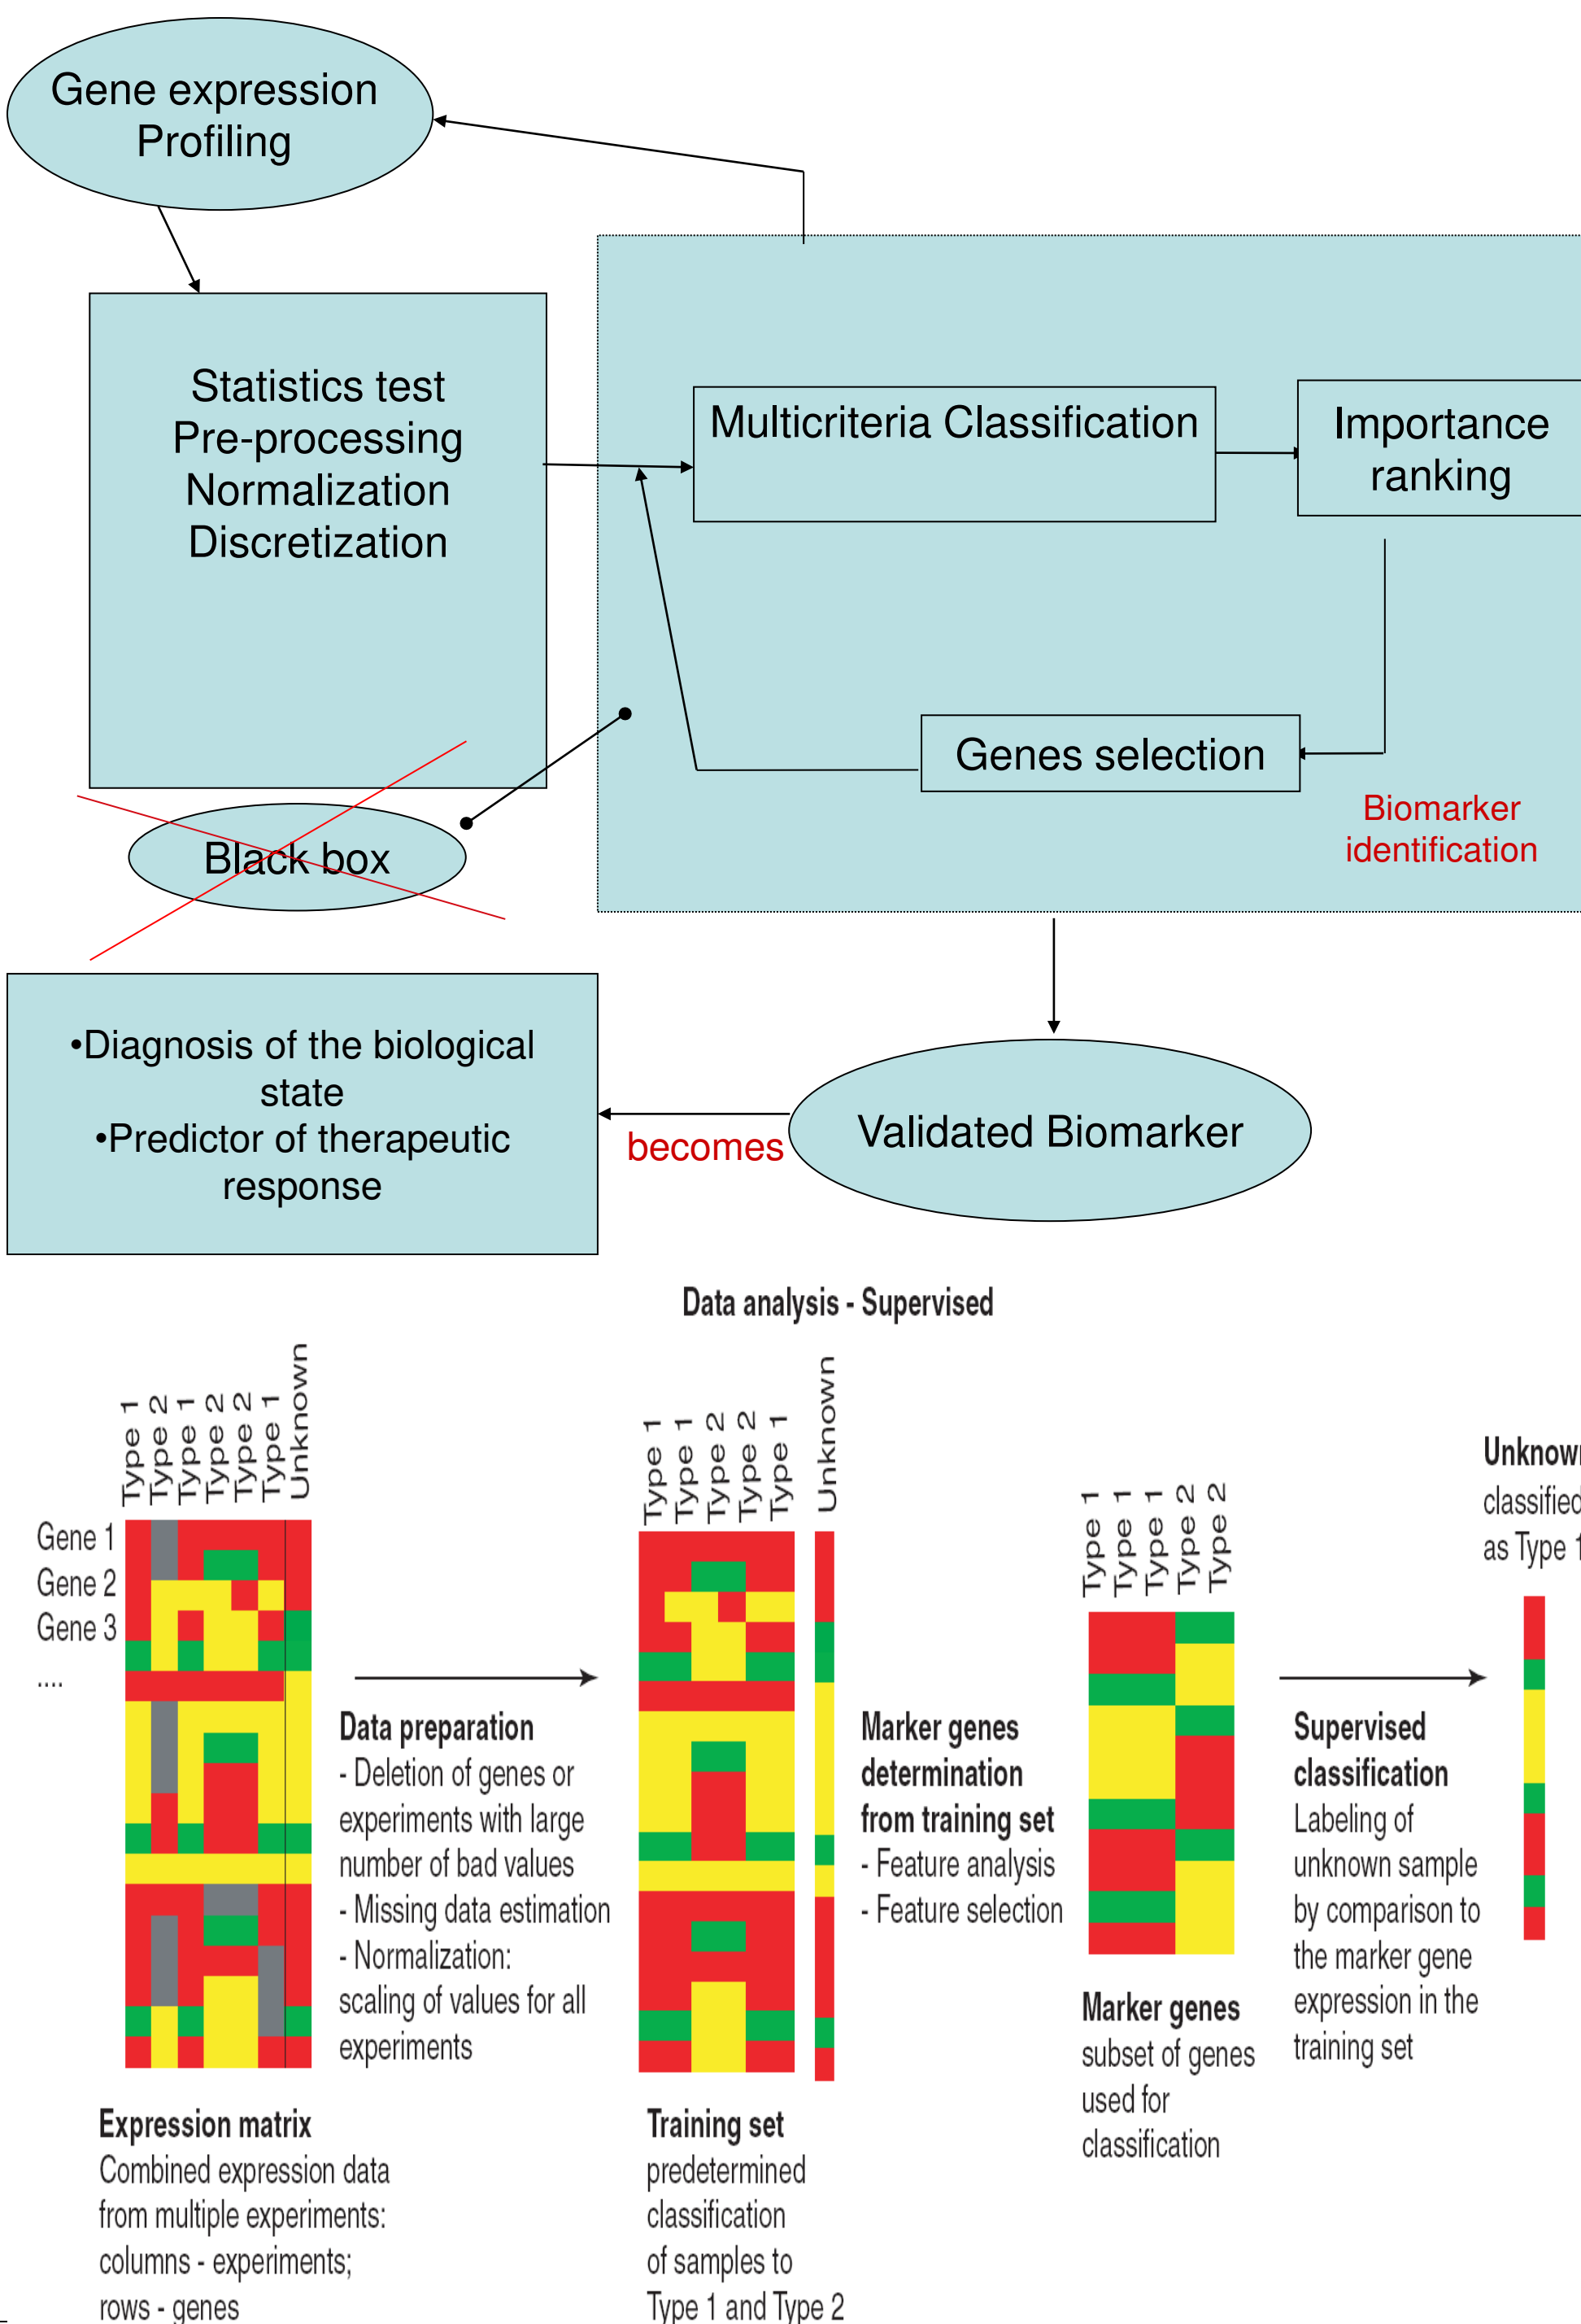 Gene expression
Profiling
Statistics test
Pre-processing
Normalization
Discretization
Multicriteria Classification
Importance
ranking
Genes selection
Biomarker
identification
Black box
•Diagnosis of the biological
state
•Predictor of therapeutic
response
becomes
Validated Biomarker
Data analysis - Supervised
Type 1
Type 2
Type 1
Type 2
Type 2
Type 1
Unknown
Gene 1
Gene 2
Gene 3
....
Data preparation
- Deletion of genes or
experiments with large
number of bad values
- Missing data estimation
- Normalization:
scaling of values for all
experiments
Expression matrix
Combined expression data
from multiple experiments:
columns - experiments;
rows - genes
Type 1
Type 1
Type 2
Type 2
Type 1
Unknown
Training set
predetermined
classification
of samples to
Type 1 and Type 2
Marker genes
determination
from training set
- Feature analysis
- Feature selection
Type 1
Type 1
Type 1
Type 2
Type 2
Marker genes
subset of genes
used for
classification
Supervised
classification
Labeling of
unknown sample
by comparison to
the marker gene
expression in the
training set
Unknown
classified
as Type 1